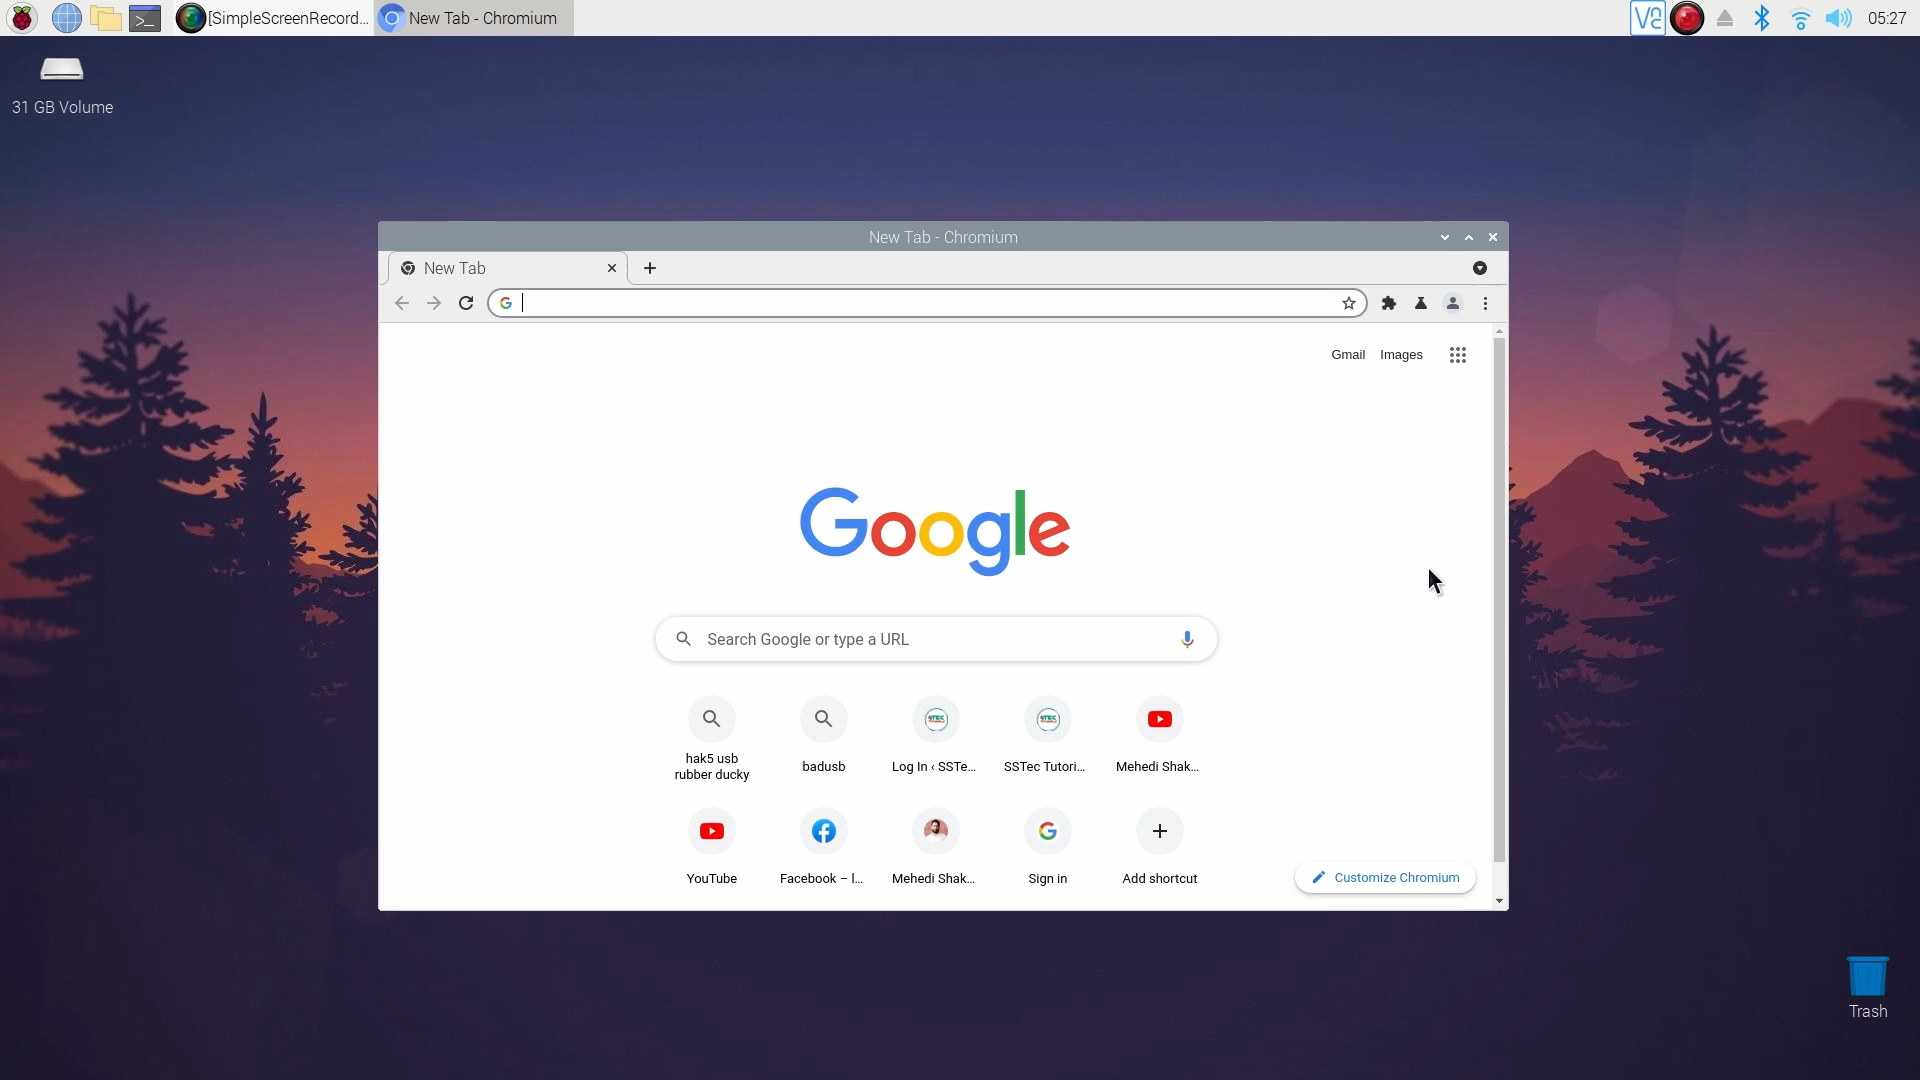 [SimpleScreenRecord...
New Tab - Chromium
05:27
31 GB Volume
New Tab - Chromium
New Tab
Gmail
Images
Google
Search Google or type a URL
hak5 usb
rubber ducky
badusb
Log In ‹ SSTe...
SSTec Tutori...
Mehedi Shak...
YouTube
Facebook – l...
Mehedi Shak...
Sign in
Add shortcut
Customize Chromium
Trash